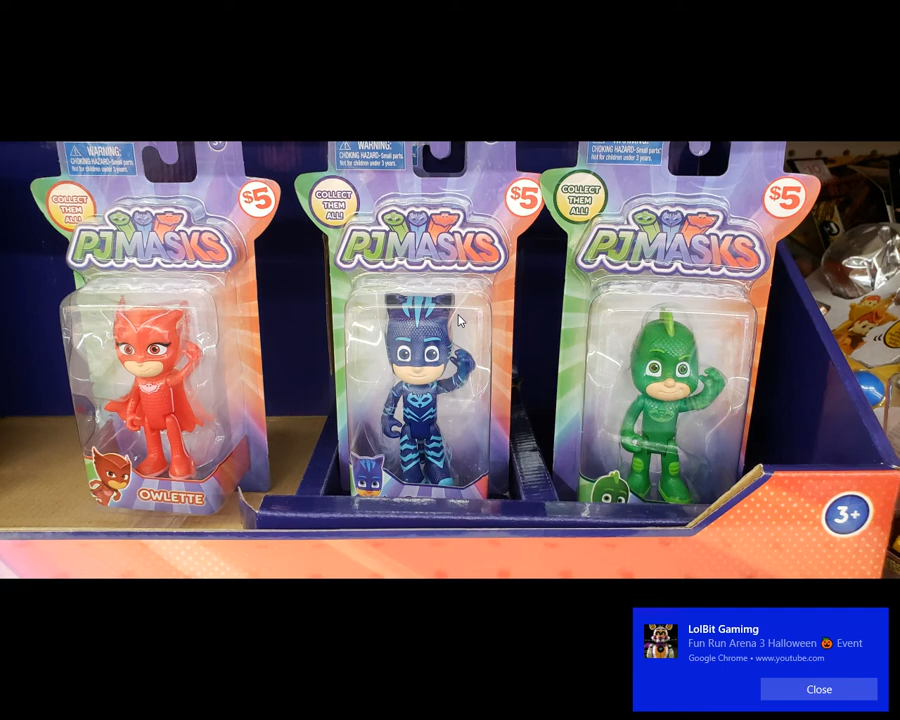 WARNING:
CHOKING HAZARD-Small parts.
Not for children under 3 years.
$5
COLLECT
THEM
ALL!
PJMASKS
OWLETTE
WARNING:
CHOKING HAZARD-Small parts.
Not for children under 3 years.
$5
COLLECT
THEM
ALL!
PJMASKS
WARNING:
CHOKING HAZARD-Small parts.
Not for children under 3 years.
$5
COLLECT
THEM
ALL!
PJMASKS
3+
LolBit Gamimg
Fun Run Arena 3 Halloween 🎃 Event
Google Chrome • www.youtube.com
Close